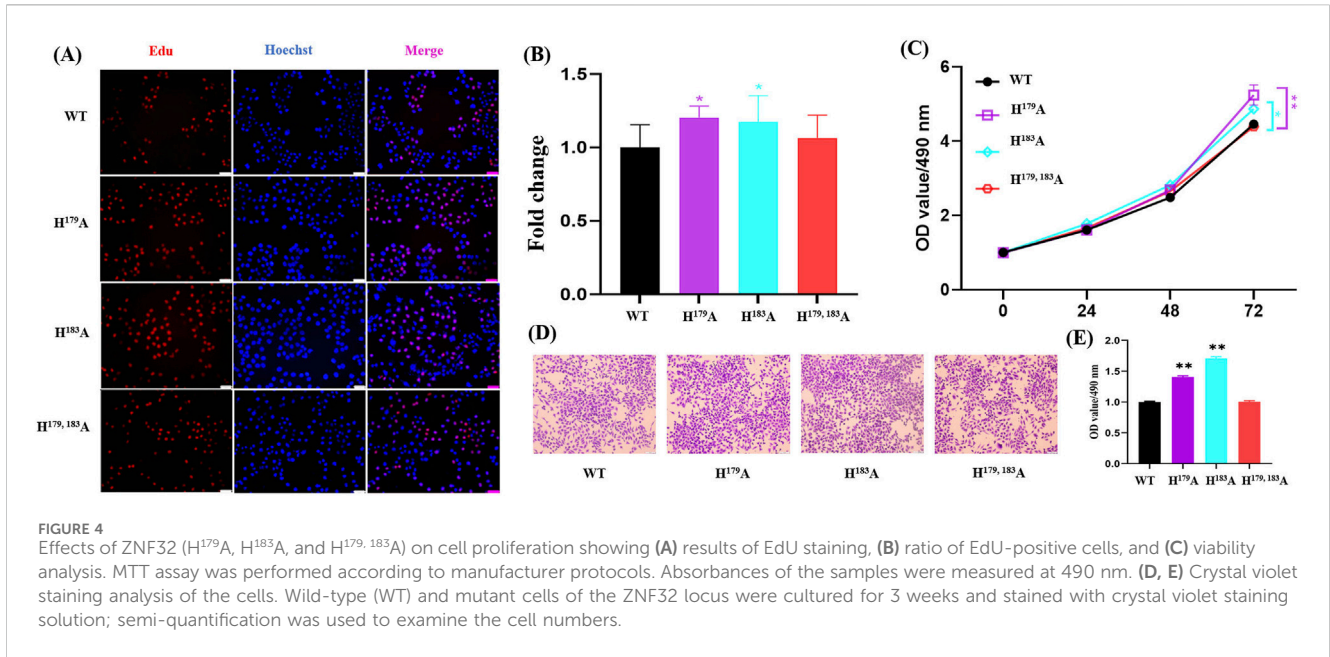 (A)
Edu Hoechst Merge
WT
H¹⁷⁹A
H¹⁸³A
H¹⁷⁹, ¹⁸³A
(B)
Fold change
1.5
1.0
0.5
0.0
* *
WT H¹⁷⁹A H¹⁸³A H¹⁷⁹, ¹⁸³A
(C)
OD value/490 nm
6
4
2
0
0 24 48 72
WT
H¹⁷⁹A
H¹⁸³A
H¹⁷⁹, ¹⁸³A
*
**
(D)
WT H¹⁷⁹A H¹⁸³A H¹⁷⁹, ¹⁸³A
(E)
OD value/490 nm
2.0
1.5
1.0
0.5
0.0
** **
WT H¹⁷⁹A H¹⁸³A H¹⁷⁹, ¹⁸³A
FIGURE 4
Effects of ZNF32 (H¹⁷⁹A, H¹⁸³A, and H¹⁷⁹, ¹⁸³A) on cell proliferation showing (A) results of EdU staining, (B) ratio of EdU-positive cells, and (C) viability
analysis. MTT assay was performed according to manufacturer protocols. Absorbances of the samples were measured at 490 nm. (D, E) Crystal violet
staining analysis of the cells. Wild-type (WT) and mutant cells of the ZNF32 locus were cultured for 3 weeks and stained with crystal violet staining
solution; semi-quantification was used to examine the cell numbers.